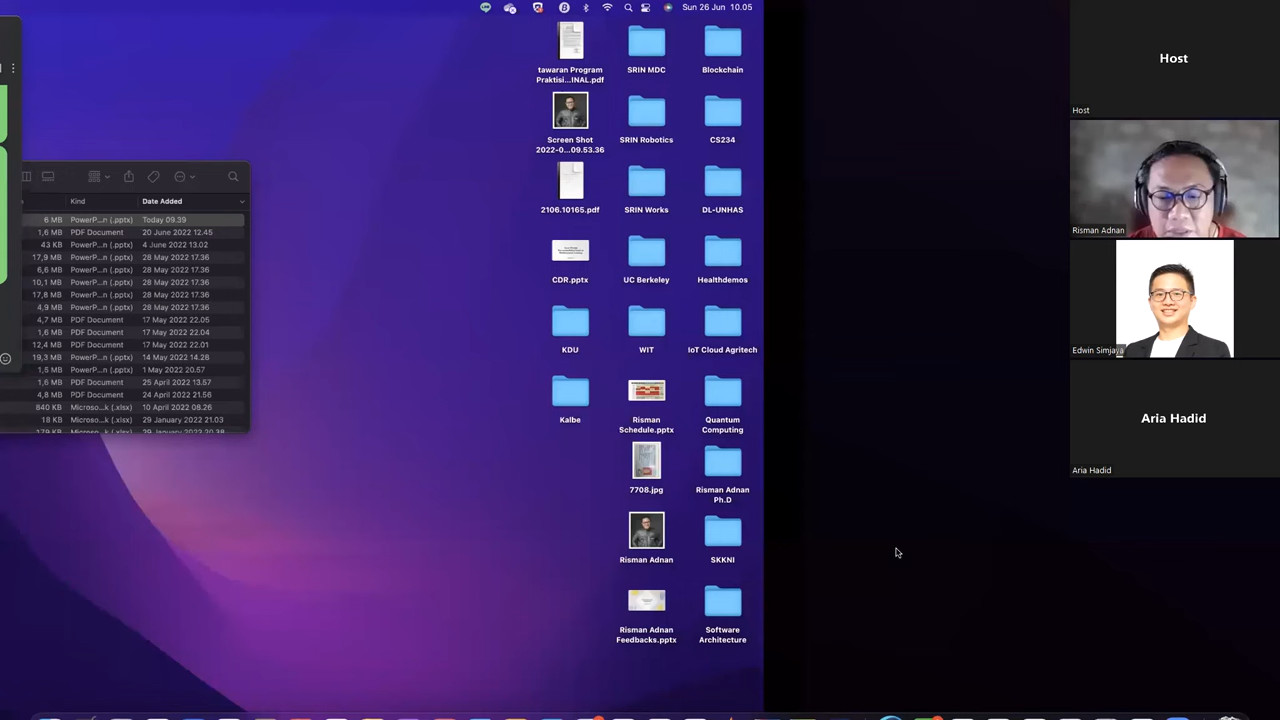 Sun 26 Jun 10.05
tawaran Program
Praktisi...INAL.pdf
SRIN MDC
Blockchain
Screen Shot
2022-0...09.53.36
SRIN Robotics
CS234
2106.10165.pdf
SRIN Works
DL-UNHAS
CDR.pptx
UC Berkeley
Healthdemos
KDU
WIT
IoT Cloud Agritech
Kalbe
Risman
Schedule.pptx
Quantum
Computing
7708.jpg
Risman Adnan
Ph.D
Risman Adnan
SKKNI
Risman Adnan
Feedbacks.pptx
Software
Architecture
Kind Date Added
6 MB PowerP...n (.pptx) Today 09.39
1,6 MB PDF Document 20 June 2022 12.45
43 KB PowerP...n (.pptx) 4 June 2022 13.02
17,9 MB PowerP...n (.pptx) 28 May 2022 17.36
6,6 MB PowerP...n (.pptx) 28 May 2022 17.36
10,1 MB PowerP...n (.pptx) 28 May 2022 17.36
17,8 MB PowerP...n (.pptx) 28 May 2022 17.36
4,9 MB PowerP...n (.pptx) 28 May 2022 17.36
4,7 MB PDF Document 17 May 2022 22.05
1,6 MB PDF Document 17 May 2022 22.04
12,4 MB PDF Document 17 May 2022 22.01
19,3 MB PowerP...n (.pptx) 14 May 2022 14.26
1,5 MB PowerP...n (.pptx) 1 May 2022 20.57
1,6 MB PDF Document 25 April 2022 13.57
4,8 MB PDF Document 24 April 2022 21.56
840 KB Microso...k (.xlsx) 10 April 2022 08.26
18 KB Microso...k (.xlsx) 29 January 2022 21.03
179 KB Microso...k (.xlsx) 29 January 2022 20.38
Host
Host
Risman Adnan
Edwin Simjaya
Aria Hadid
Aria Hadid